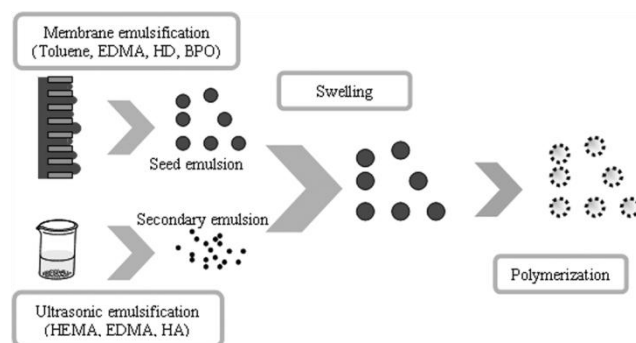 Membrane emulsification
(Toluene, EDMA, HD, BPO)
Swelling
Seed emulsion
Secondary emulsion
Polymerization
Ultrasonic emulsification
(HEMA, EDMA, HA)